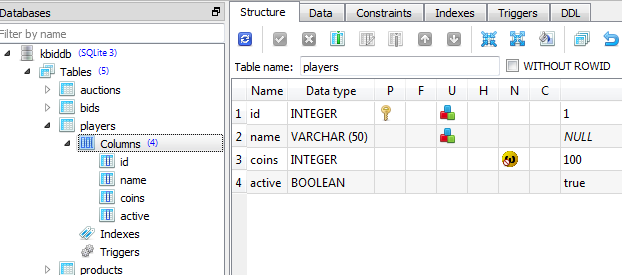 Databases
Filter by name
kbiddb (SQLite 3)
Tables (5)
auctions
bids
players
Columns (4)
id
name
coins
active
Indexes
Triggers
products
Structure Data Constraints Indexes Triggers DDL
Table name: players WITHOUT ROWID
Name Data type P F U H N C
1 id INTEGER 1
2 name VARCHAR (50) NULL
3 coins INTEGER 100
4 active BOOLEAN true